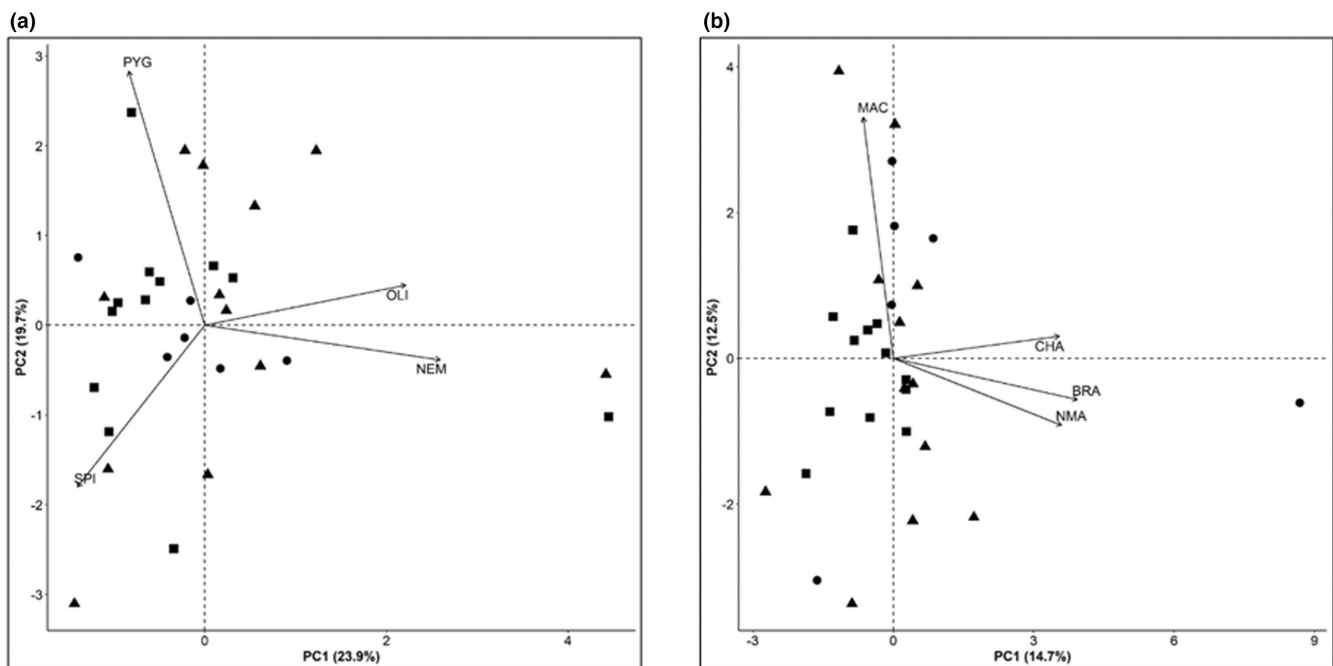 (a)
3
2
1
0
-1
-2
-3
PC2 (19.7%)
PYG
OLI
NEM
SPI
0
2
4
PC1 (23.9%)
(b)
4
2
0
-2
PC2 (12.5%)
MAC
CHA
BRA
NMA
-3
0
3
6
9
PC1 (14.7%)